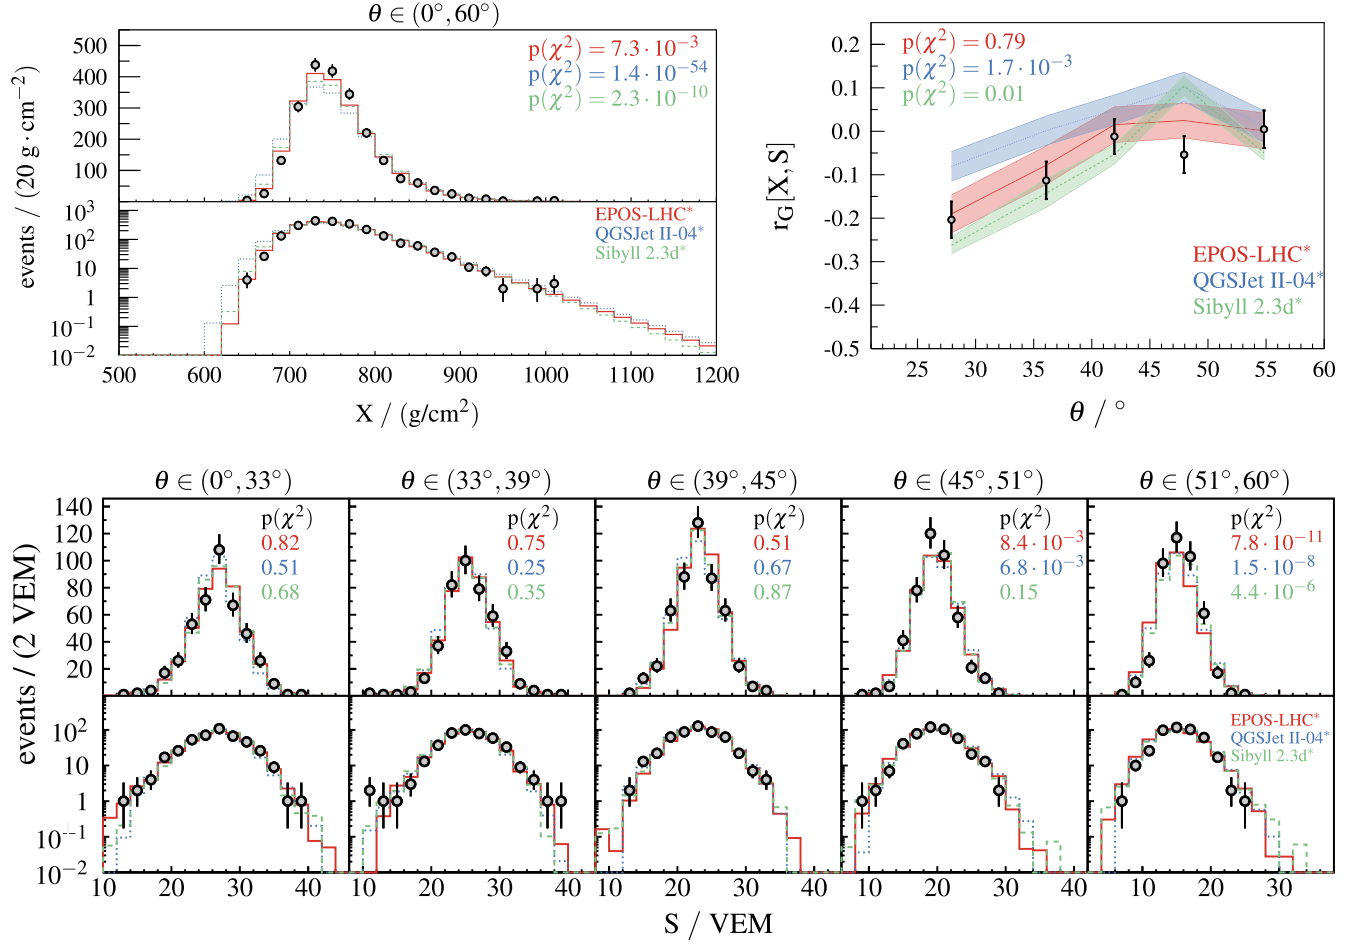 θ ∈ (0°, 60°)
events / (20 g·cm⁻²)
500
400
300
200
100
p(χ²) = 7.3·10⁻³
p(χ²) = 1.4·10⁻⁵⁴
p(χ²) = 2.3·10⁻¹⁰
10³
10²
10
1
10⁻¹
10⁻²
EPOS-LHC*
QGSJet II-04*
Sibyll 2.3d*
500 600 700 800 900 1000 1100 1200
X / (g/cm²)
r_G[X,S]
0.2
0.1
0.0
-0.1
-0.2
-0.3
-0.4
-0.5
p(χ²) = 0.79
p(χ²) = 1.7·10⁻³
p(χ²) = 0.01
EPOS-LHC*
QGSJet II-04*
Sibyll 2.3d*
25 30 35 40 45 50 55 60
θ / °
θ ∈ (0°, 33°) θ ∈ (33°, 39°) θ ∈ (39°, 45°) θ ∈ (45°, 51°) θ ∈ (51°, 60°)
events / (2 VEM)
140
120
100
80
60
40
20
p(χ²)
0.82
0.51
0.68
p(χ²)
0.75
0.25
0.35
p(χ²)
0.51
0.67
0.87
p(χ²)
8.4·10⁻³
6.8·10⁻³
0.15
p(χ²)
7.8·10⁻¹¹
1.5·10⁻⁸
4.4·10⁻⁶
10²
10
1
10⁻¹
10⁻²
EPOS-LHC*
QGSJet II-04*
Sibyll 2.3d*
10 20 30 40 10 20 30 10 20 30 10 20 30 40 10 20 30
S / VEM